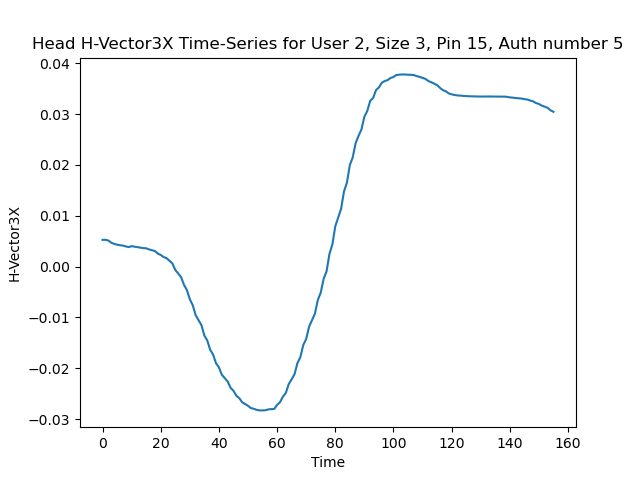 Head H-Vector3X Time-Series for User 2, Size 3, Pin 15, Auth number 5
0.04
0.03
0.02
0.01
0.00
−0.01
−0.02
−0.03
H-Vector3X
0 20 40 60 80 100 120 140 160
Time